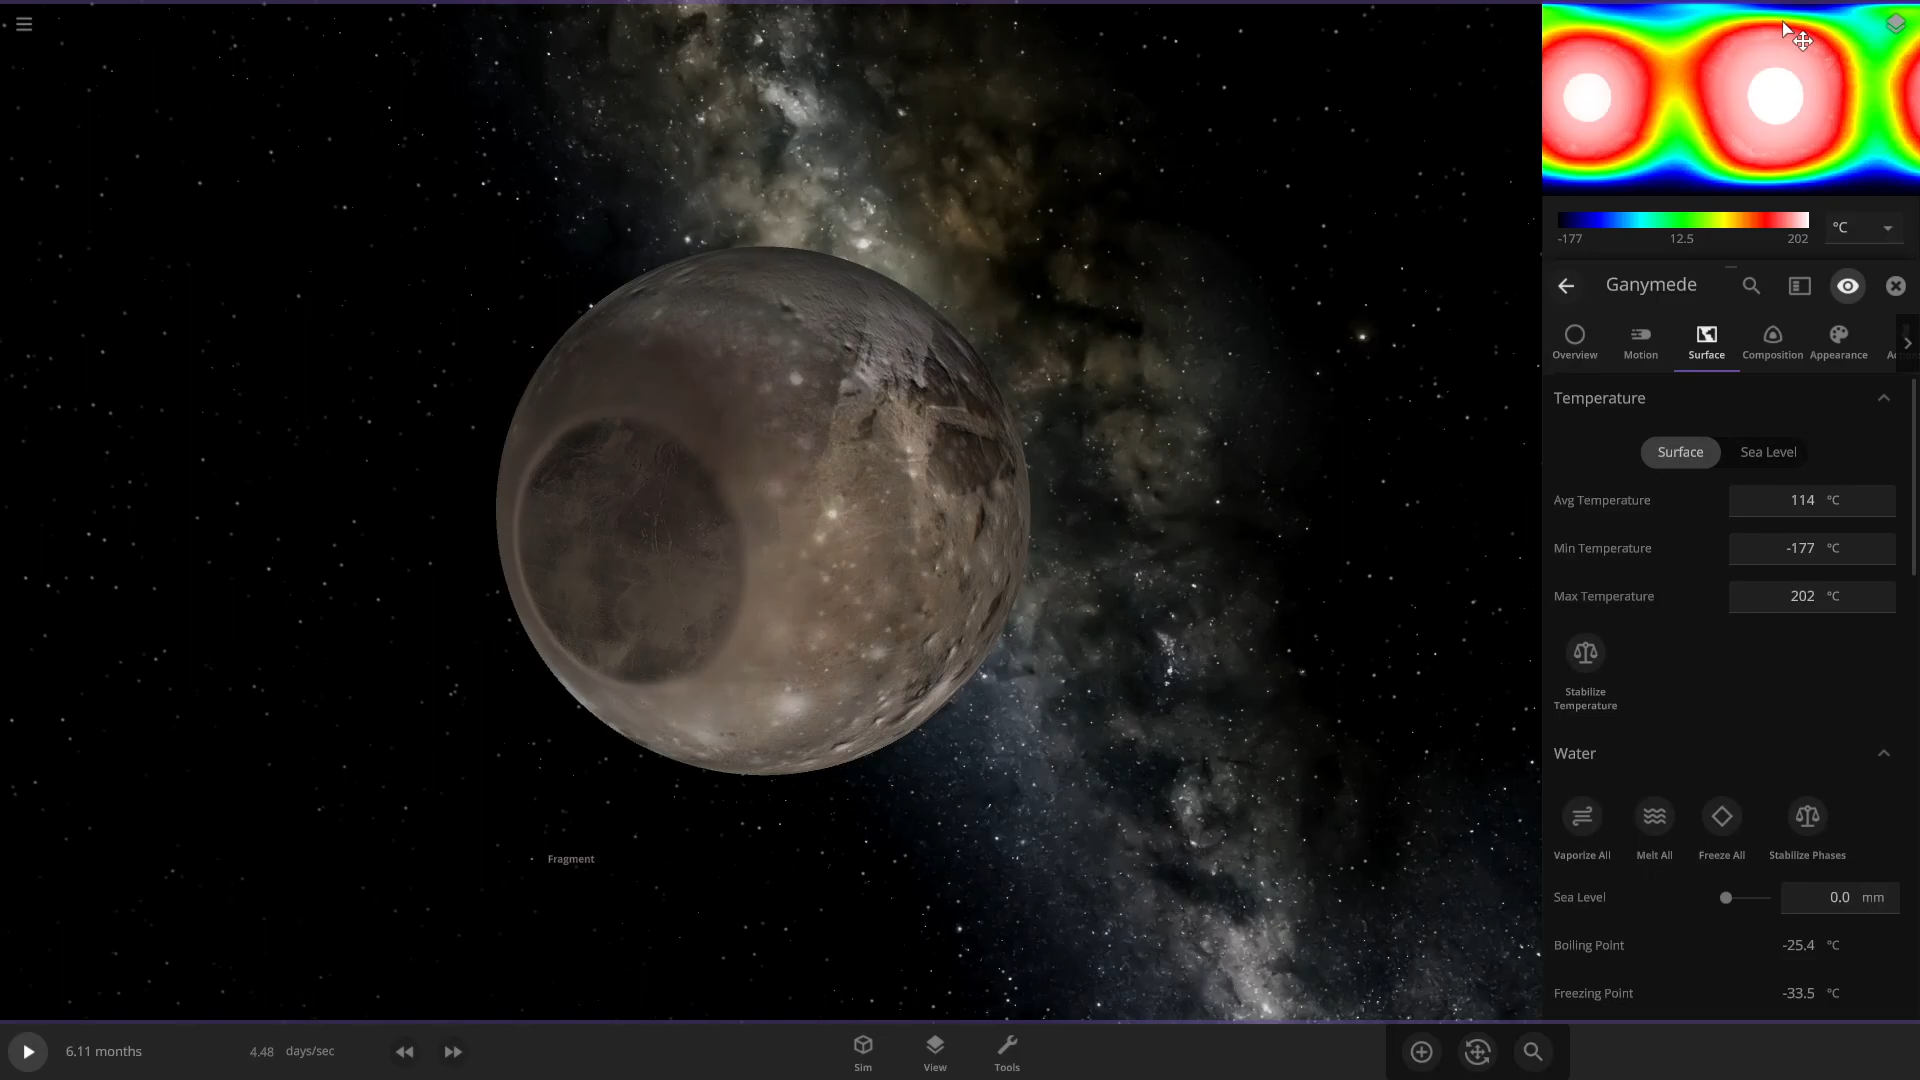 °C
-177 12.5 202
Ganymede
Overview Motion Surface Composition Appearance
Temperature
Surface Sea Level
Avg Temperature 114 °C
Min Temperature -177 °C
Max Temperature 202 °C
Stabilize
Temperature
Water
Vaporize All Melt All Freeze All Stabilize Phases
Sea Level 0.0 mm
Boiling Point -25.4 °C
Freezing Point -33.5 °C
Fragment
6.11 months 4.48 days/sec
Sim View Tools